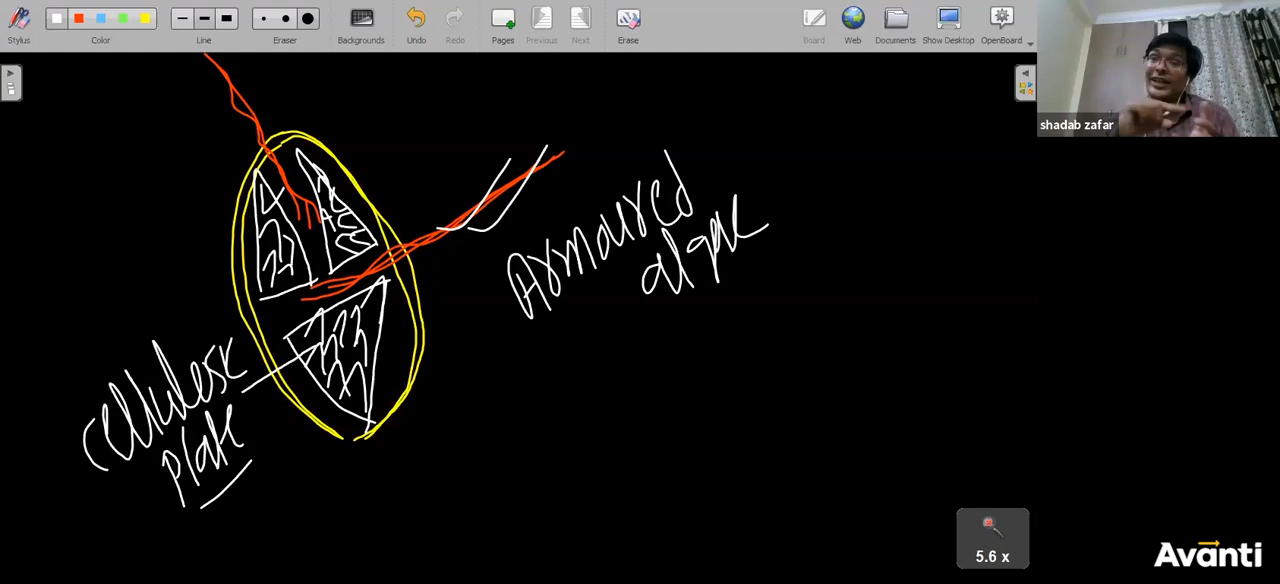 Stylus
Color
Line
Eraser
Backgrounds
Undo
Redo
Pages
Previous
Next
Erase
Board
Web
Documents
Show Desktop
OpenBoard
shadab zafar
Armoured
algae
Cellulose
Plate
5.6 x
Avanti